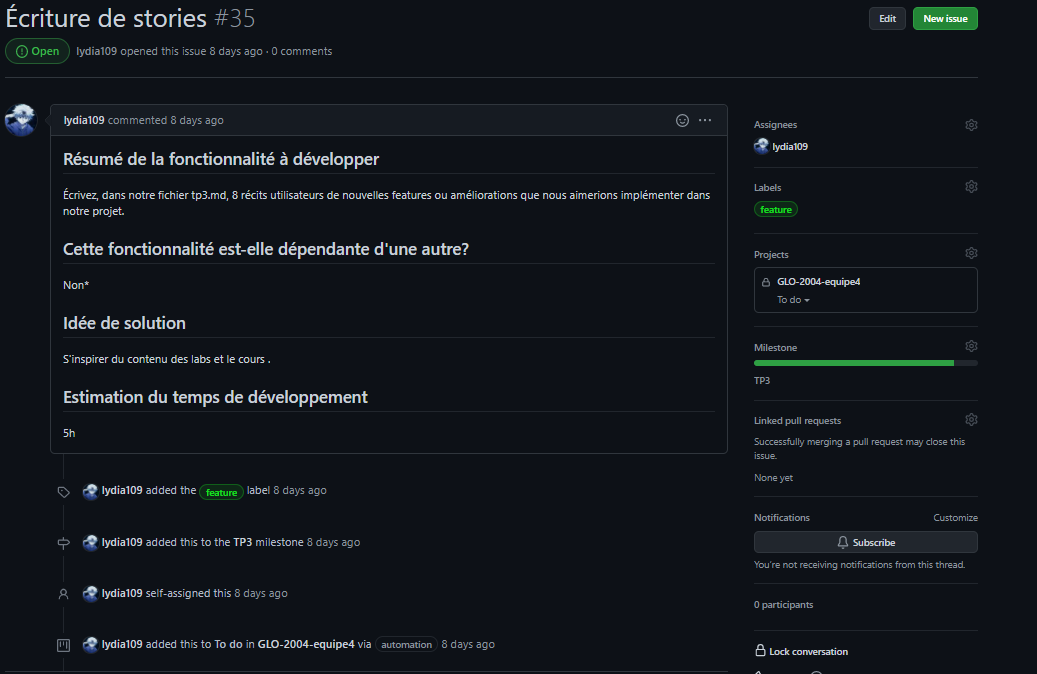 Écriture de stories #35
Edit
New issue
Open
lydia109 opened this issue 8 days ago · 0 comments
lydia109 commented 8 days ago
Résumé de la fonctionnalité à développer
Écrivez, dans notre fichier tp3.md, 8 récits utilisateurs de nouvelles features ou améliorations que nous aimerions implémenter dans
notre projet.
Cette fonctionnalité est-elle dépendante d'une autre?
Non*
Idée de solution
S'inspirer du contenu des labs et le cours .
Estimation du temps de développement
5h
lydia109 added the feature label 8 days ago
lydia109 added this to the TP3 milestone 8 days ago
lydia109 self-assigned this 8 days ago
lydia109 added this to To do in GLO-2004-equipe4 via automation 8 days ago
Assignees
lydia109
Labels
feature
Projects
GLO-2004-equipe4
To do
Milestone
TP3
Linked pull requests
Successfully merging a pull request may close this
issue.
None yet
Notifications
Customize
Subscribe
You're not receiving notifications from this thread.
0 participants
Lock conversation